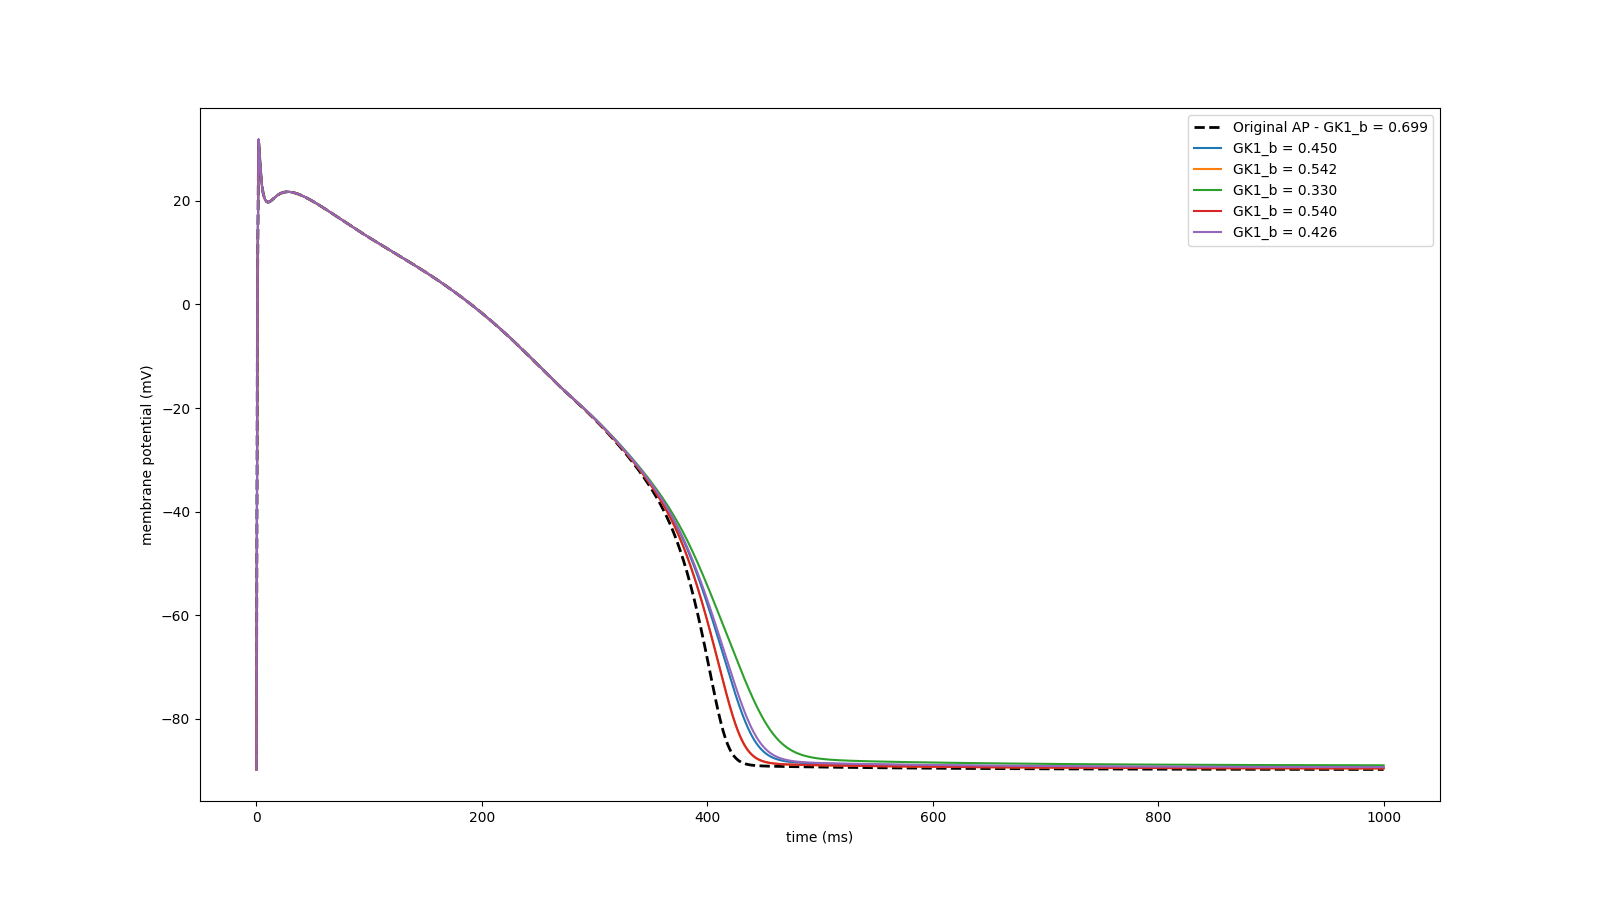 Original AP - GK1_b = 0.699
GK1_b = 0.450
GK1_b = 0.542
GK1_b = 0.330
GK1_b = 0.540
GK1_b = 0.426
20
0
−20
−40
−60
−80
membrane potential (mV)
0 200 400 600 800 1000
time (ms)